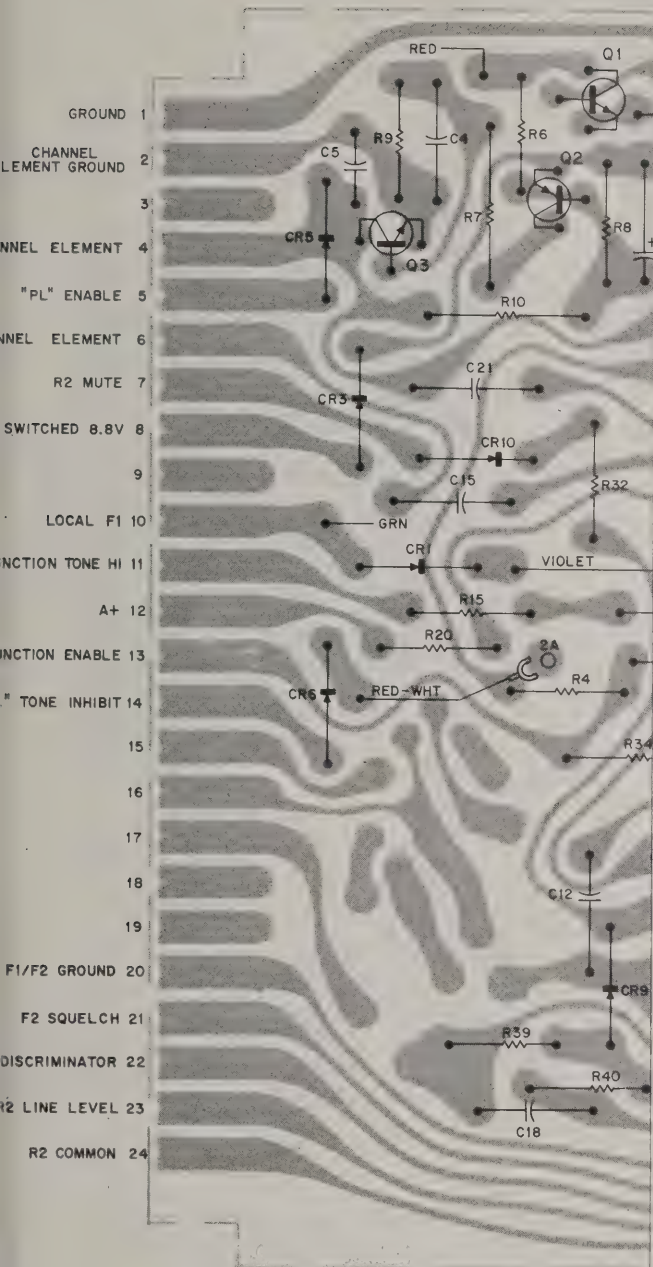 GROUND 1
CHANNEL
LEMENT GROUND 2
3
NNEL ELEMENT 4
"PL" ENABLE 5
NNEL ELEMENT 6
R2 MUTE 7
SWITCHED 8.8V 8
9
LOCAL F1 10
NCTION TONE HI 11
A+ 12
NCTION ENABLE 13
" TONE INHIBIT 14
15
16
17
18
19
F1/F2 GROUND 20
F2 SQUELCH 21
DISCRIMINATOR 22
R2 LINE LEVEL 23
R2 COMMON 24
RED
Q1
R9
C4
R6
C5
Q2
CR5
R7
R8
+
Q3
R10
C21
CR3
CR10
C15
R32
GRN
CR1
VIOLET
R15
R20
2A
CR6
RED-WHT
R4
R34
C12
CR9
R39
R40
C18